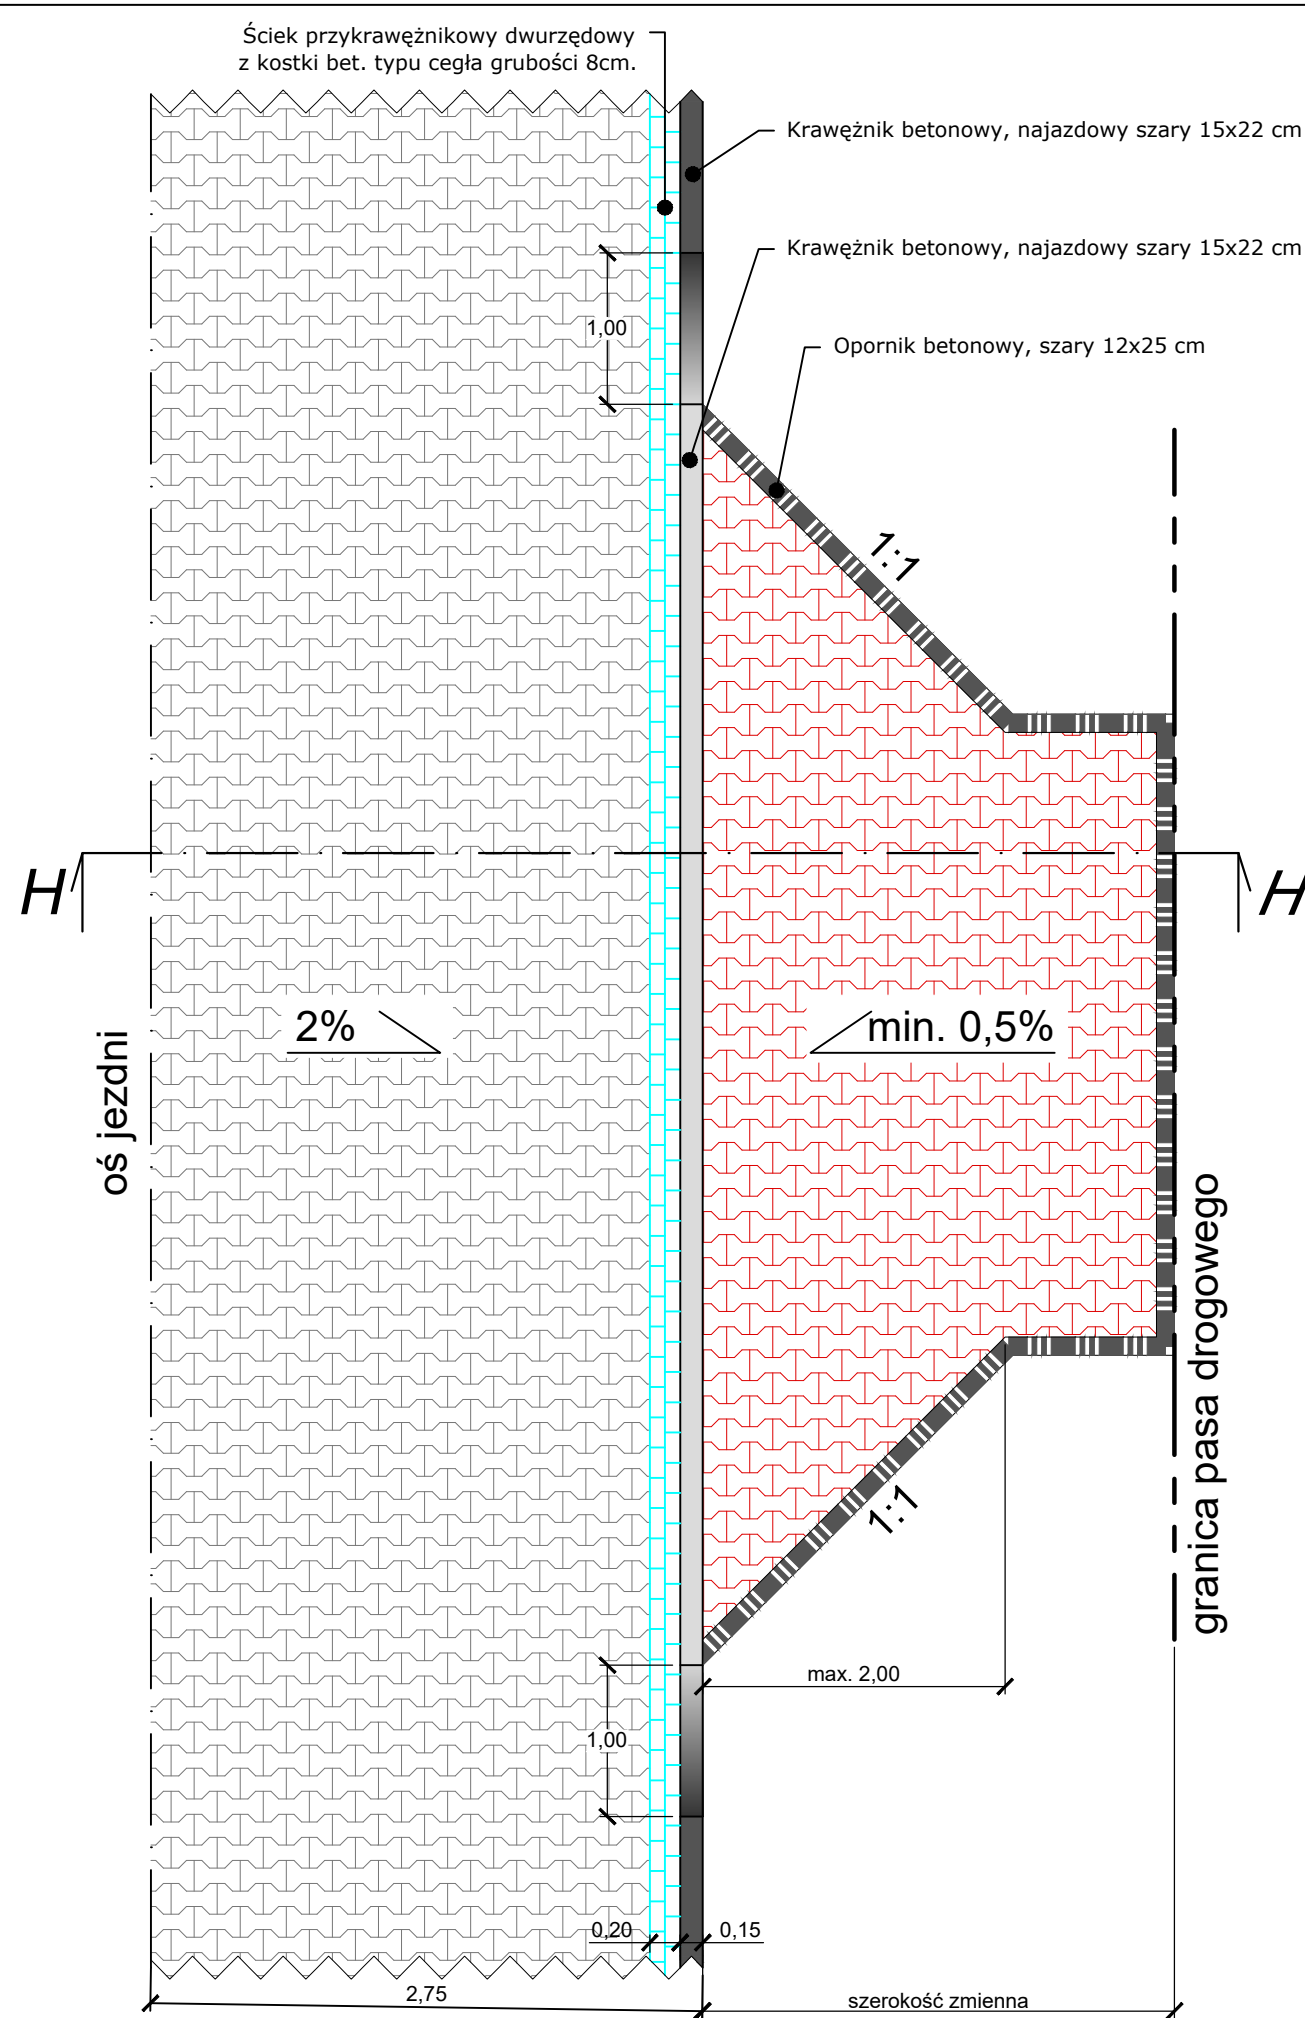 Ściek przykrawężnikowy dwurzędowy
z kostki bet. typu cegła grubości 8cm.
Krawężnik betonowy, najazdowy szary 15x22 cm
Krawężnik betonowy, najazdowy szary 15x22 cm
1,00
Opornik betonowy, szary 12x25 cm
1:1
H
H
2%
min. 0,5%
oś jezdni
granica pasa drogowego
1:1
max. 2,00
1,00
0,20
0,15
2,75
szerokość zmienna